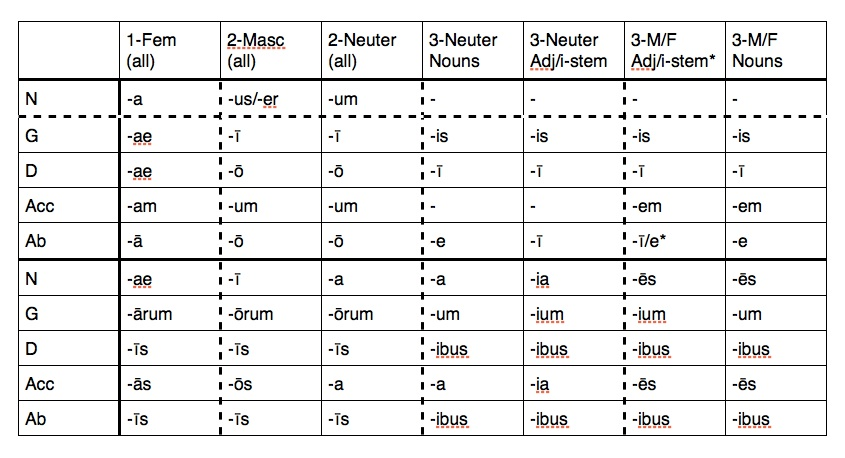 1-Fem (all) 2-Masc (all) 2-Neuter (all) 3-Neuter Nouns 3-Neuter Adj/i-stem 3-M/F Adj/i-stem* 3-M/F Nouns
N -a -us/-er -um - - - -
G -ae -ī -ī -is -is -is -is
D -ae -ō -ō -ī -ī -ī -ī
Acc -am -um -um - - -em -em
Ab -ā -ō -ō -e -ī -ī/e* -e
N -ae -ī -a -a -ia -ēs -ēs
G -ārum -ōrum -ōrum -um -ium -ium -um
D -īs -īs -īs -ibus -ibus -ibus -ibus
Acc -ās -ōs -a -a -ia -ēs -ēs
Ab -īs -īs -īs -ibus -ibus -ibus -ibus